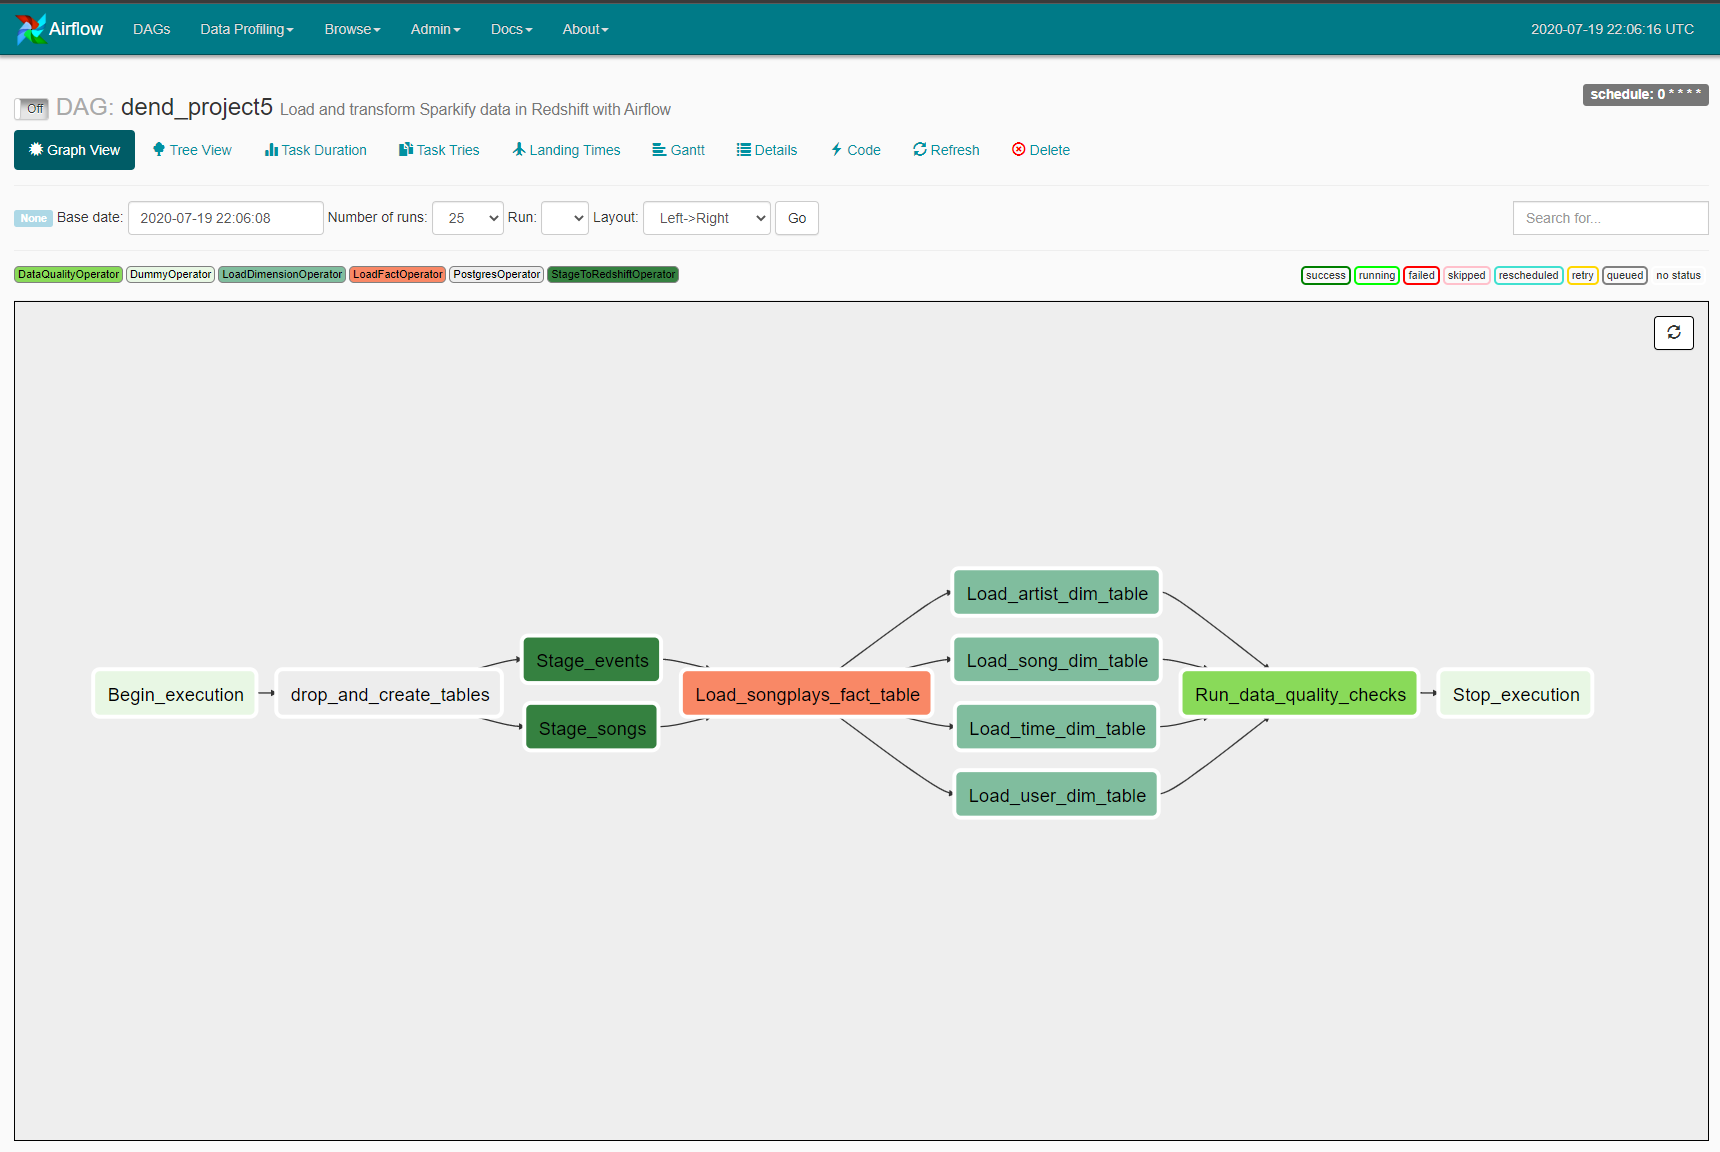 Airflow DAGs Data Profiling Browse Admin Docs About 2020-07-19 22:06:16 UTC
Off DAG: dend_project5 Load and transform Sparkify data in Redshift with Airflow schedule: 0 * * * *
Graph View Tree View Task Duration Task Tries Landing Times Gantt Details Code Refresh Delete
None Base date: 2020-07-19 22:06:08 Number of runs: 25 Run: Layout: Left->Right Go Search for...
DataQualityOperator DummyOperator LoadDimensionOperator LoadFactOperator PostgresOperator StageToRedshiftOperator success running failed skipped rescheduled retry queued no status
Begin_execution
drop_and_create_tables
Stage_events
Stage_songs
Load_songplays_fact_table
Load_artist_dim_table
Load_song_dim_table
Load_time_dim_table
Load_user_dim_table
Run_data_quality_checks
Stop_execution